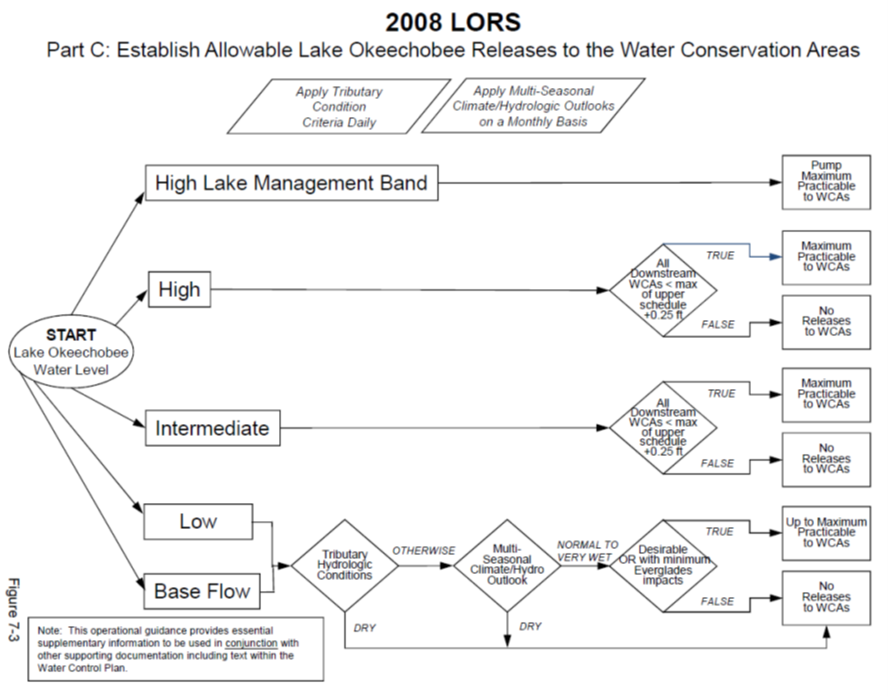 2008 LORS
Part C: Establish Allowable Lake Okeechobee Releases to the Water Conservation Areas
Apply Tributary
Condition
Criteria Daily
Apply Multi-Seasonal
Climate/Hydrologic Outlooks
on a Monthly Basis
High Lake Management Band
Pump
Maximum
Practicable
to WCAs
High
All
Downstream
WCAs < max
of upper
schedule
+0.25 ft
TRUE
Maximum
Practicable
to WCAs
FALSE
No
Releases
to WCAs
START
Lake Okeechobee
Water Level
Intermediate
All
Downstream
WCAs < max
of upper
schedule
+0.25 ft
TRUE
Maximum
Practicable
to WCAs
FALSE
No
Releases
to WCAs
Low
Base Flow
Tributary
Hydrologic
Conditions
OTHERWISE
DRY
Multi-
Seasonal
Climate/Hydro
Outlook
NORMAL TO
VERY WET
DRY
Desirable
OR with minimum
Everglades
impacts
TRUE
Up to Maximum
Practicable
to WCAs
FALSE
No
Releases
to WCAs
Figure 7-3
Note: This operational guidance provides essential
supplementary information to be used in conjunction with
other supporting documentation including text within the
Water Control Plan.